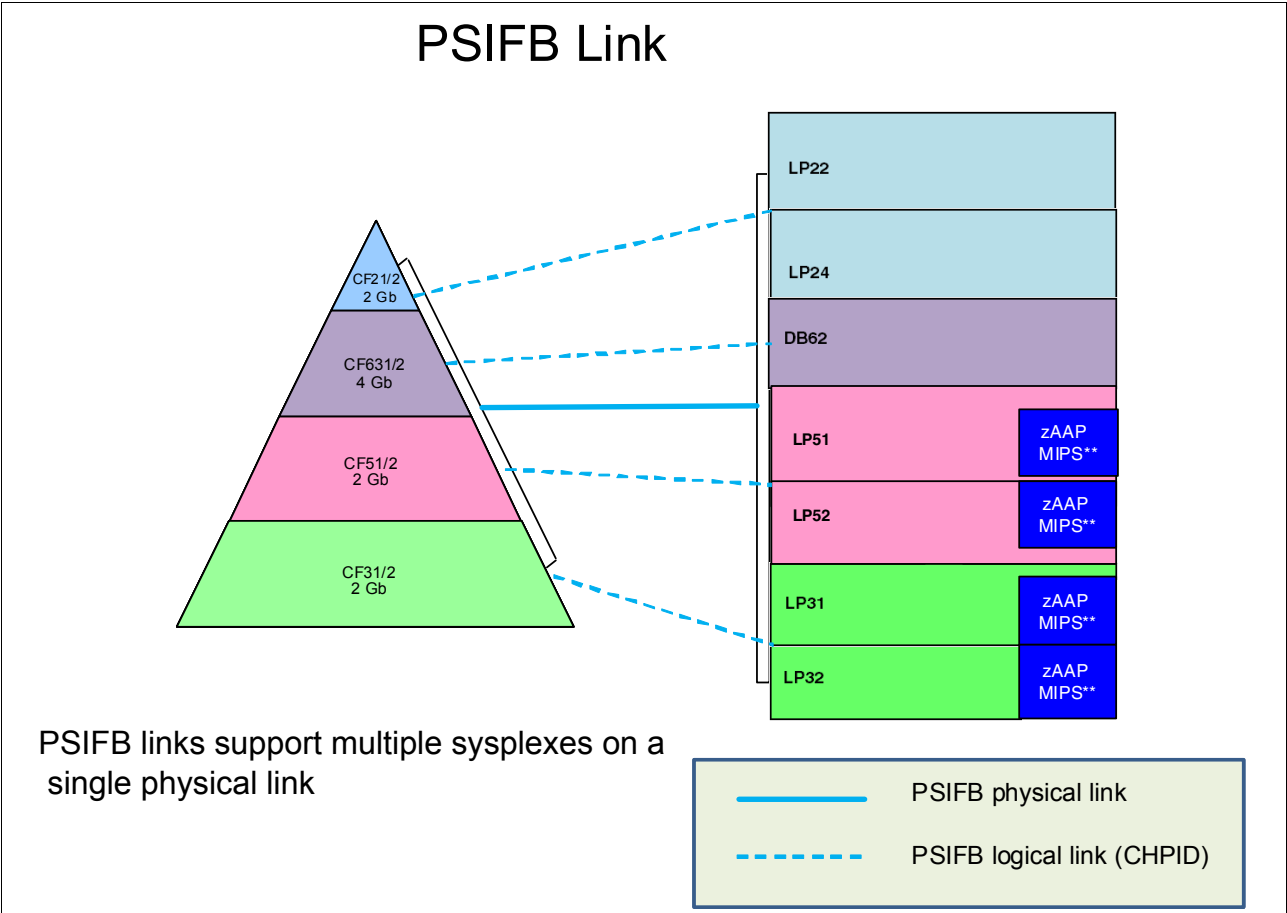 PSIFB Link
CF21/2
2 Gb
CF631/2
4 Gb
CF51/2
2 Gb
CF31/2
2 Gb
LP22
LP24
DB62
LP51
zAAP
MIPS**
LP52
zAAP
MIPS**
LP31
zAAP
MIPS**
LP32
zAAP
MIPS**
PSIFB links support multiple sysplexes on a
single physical link
PSIFB physical link
PSIFB logical link (CHPID)